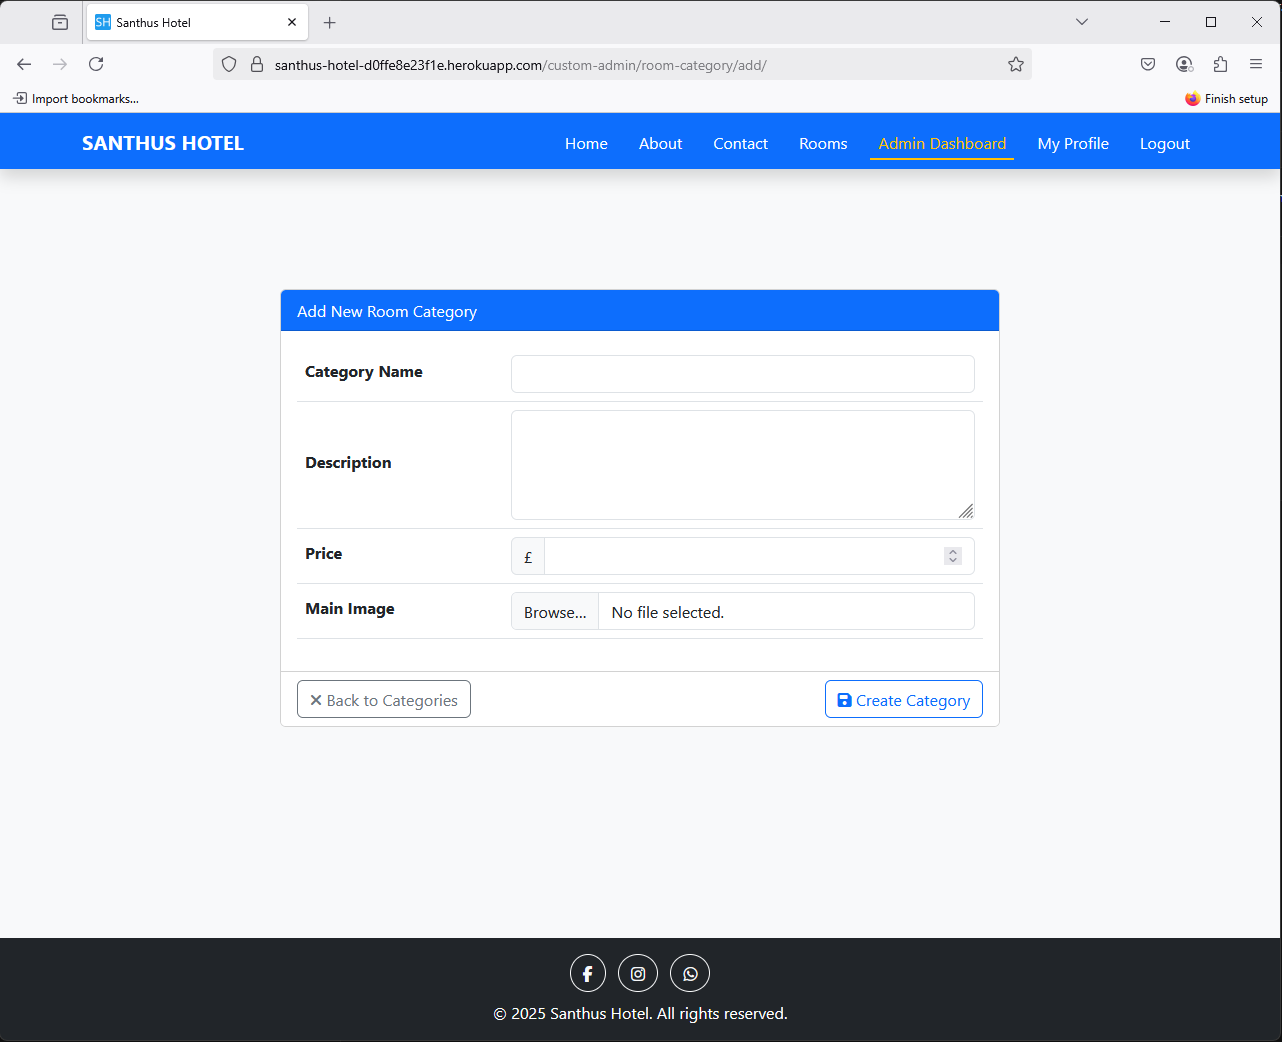 SH Santhus Hotel
santhus-hotel-d0ffe8e23f1e.herokuapp.com/custom-admin/room-category/add/
Import bookmarks...
Finish setup
SANTHUS HOTEL
Home
About
Contact
Rooms
Admin Dashboard
My Profile
Logout
Add New Room Category
Category Name
Description
Price
£
Main Image
Browse...
No file selected.
Back to Categories
Create Category
© 2025 Santhus Hotel. All rights reserved.